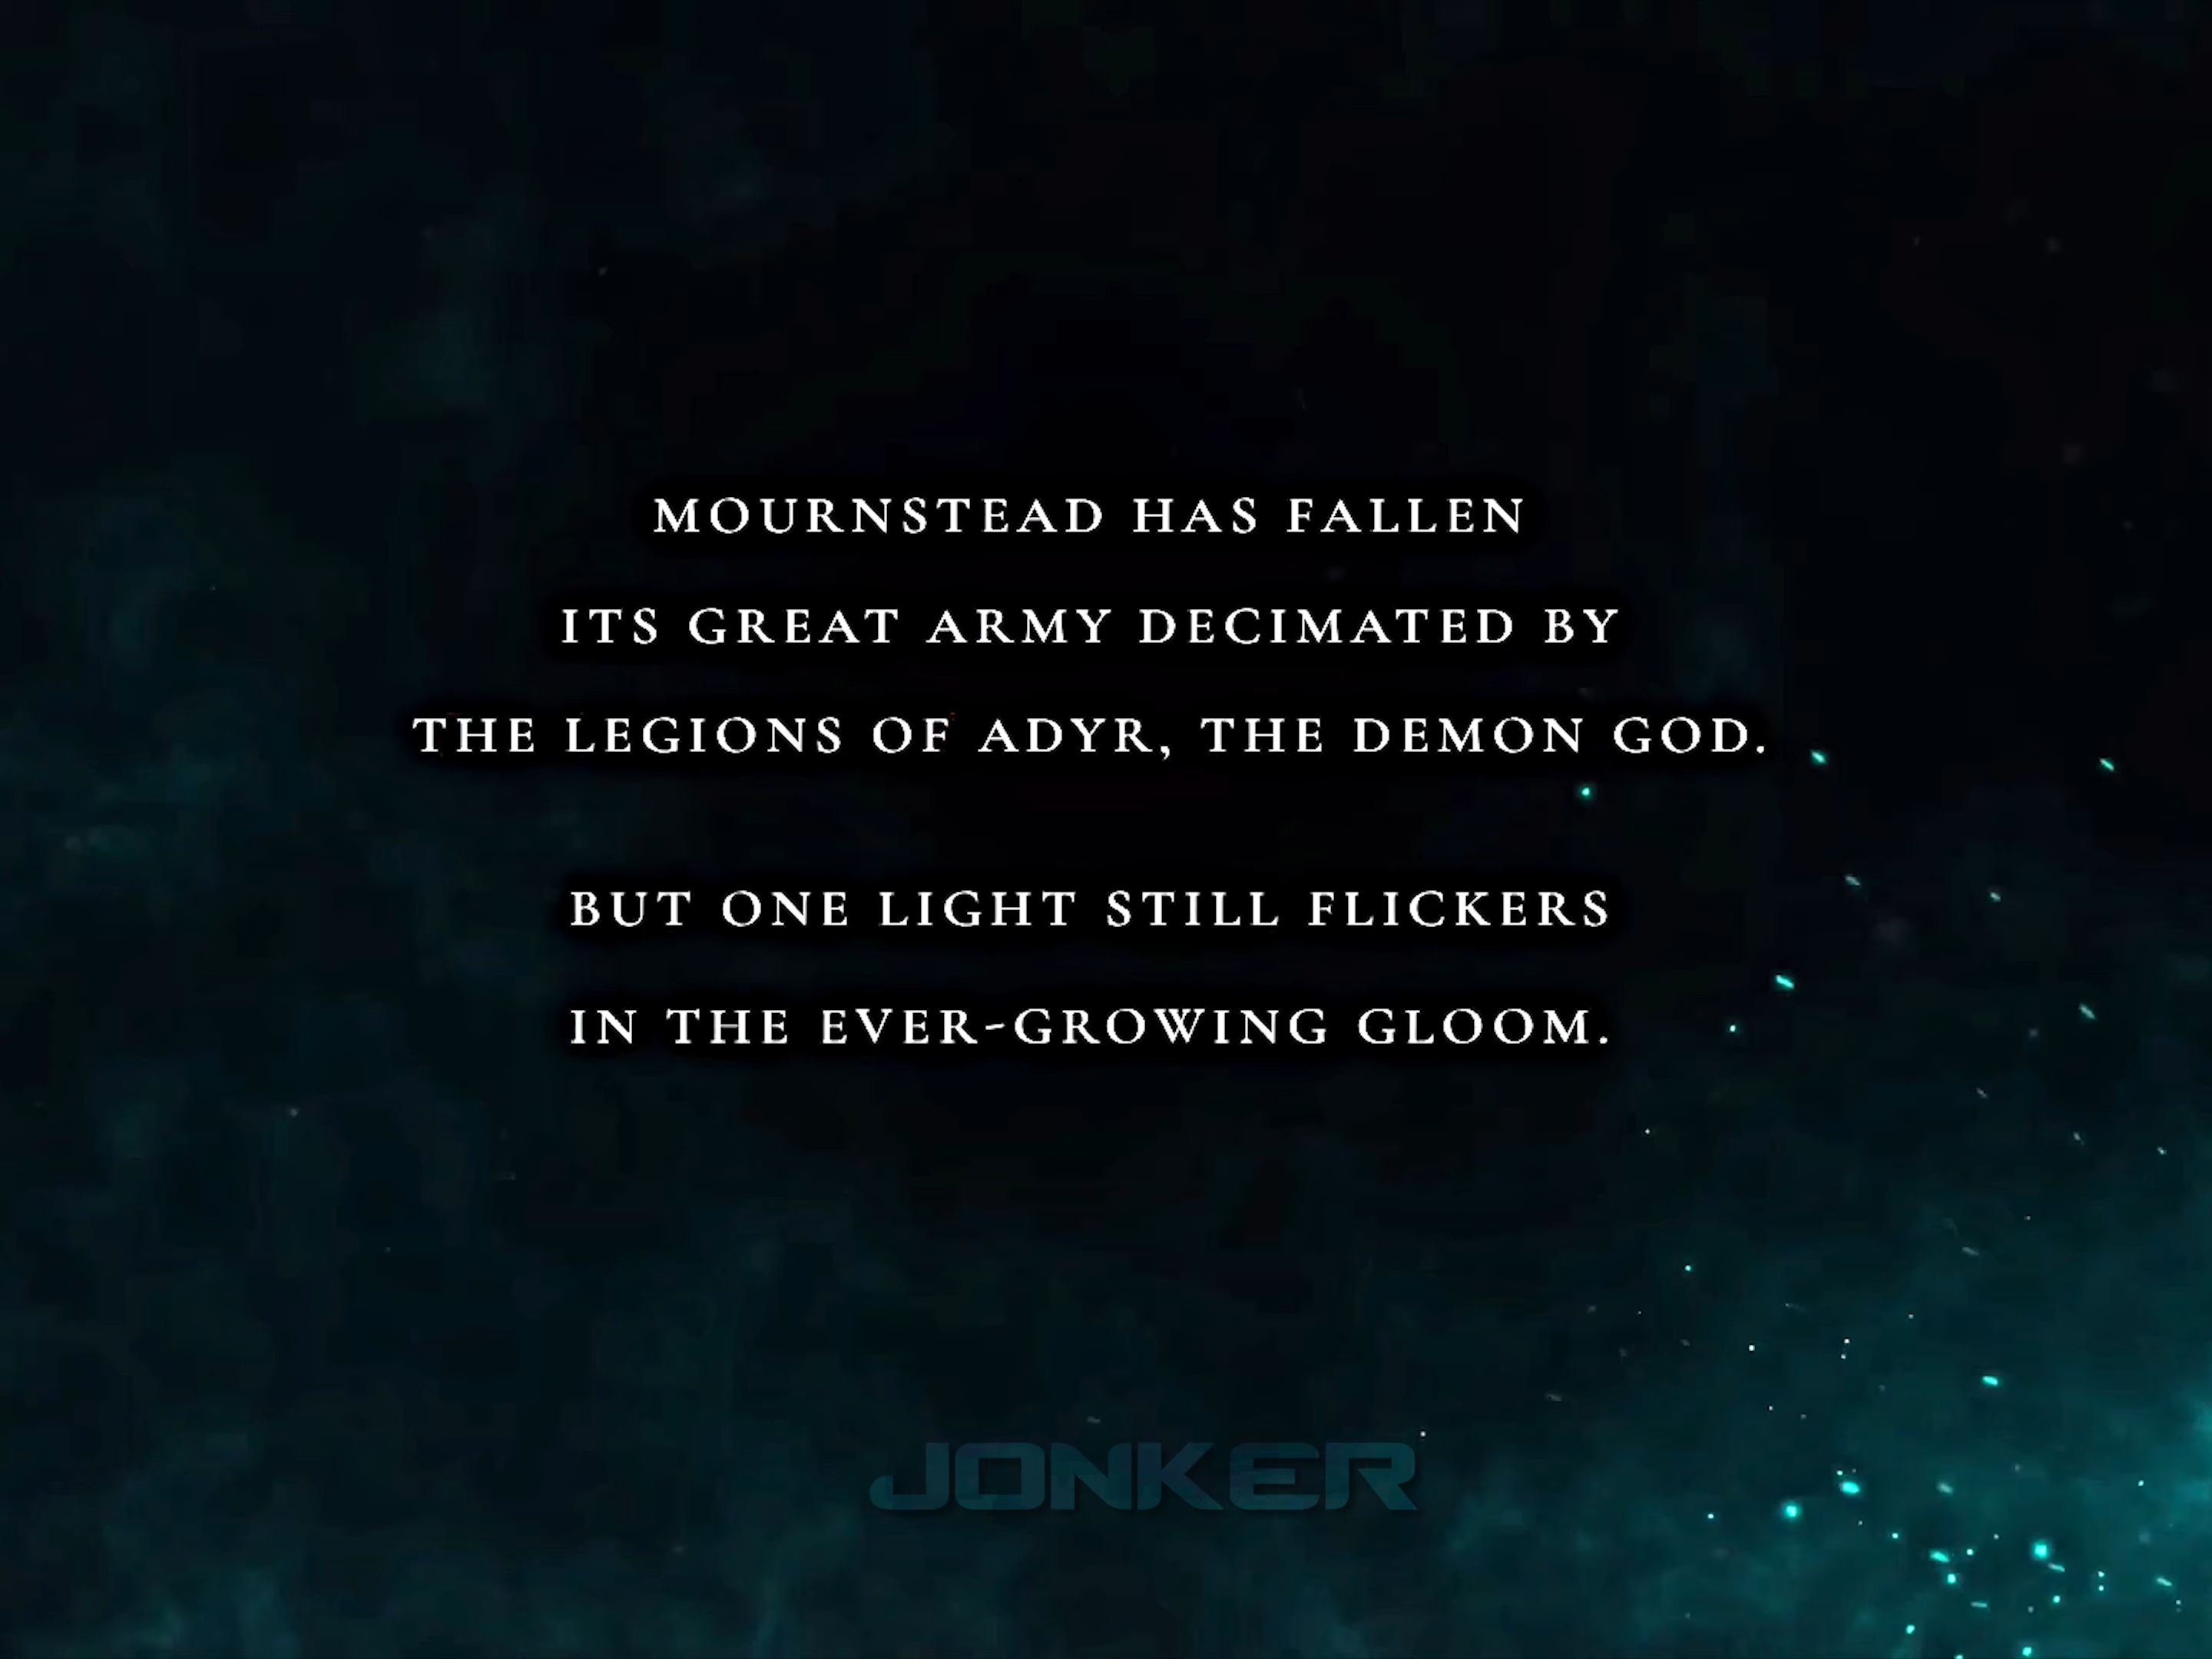 MOURNSTEAD HAS FALLEN
ITS GREAT ARMY DECIMATED BY
THE LEGIONS OF ADYR, THE DEMON GOD.
BUT ONE LIGHT STILL FLICKERS
IN THE EVER-GROWING GLOOM.
JONKER